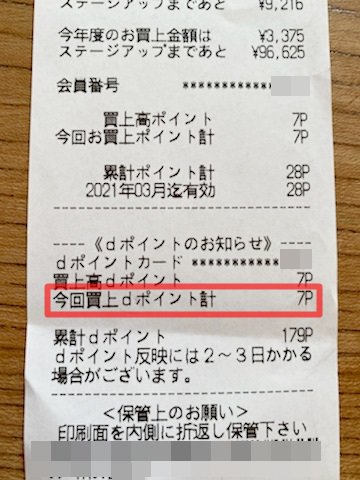 ステージアップまであと ¥9,216
今年度のお買上金額は ¥3,375
ステージアップまであと ¥96,625
会員番号 ************
買上高ポイント 7P
今回お買上ポイント計 7P
累計ポイント 28P
2021年03月迄有効 28P
---- 《dポイントのお知らせ》 ----
dポイントカード ***********
買上高dポイント 7P
今回買上dポイント計 7P
累計dポイント 179P
dポイント反映には2~3日かかる
場合がございます。
<保管上のお願い>
印刷面を内側に折返し保管下さい